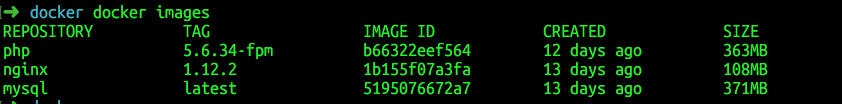 ➜ docker docker images
REPOSITORY TAG IMAGE ID CREATED SIZE
php 5.6.34-fpm b66322eef564 12 days ago 363MB
nginx 1.12.2 1b155f07a3fa 13 days ago 108MB
mysql latest 5195076672a7 13 days ago 371MB